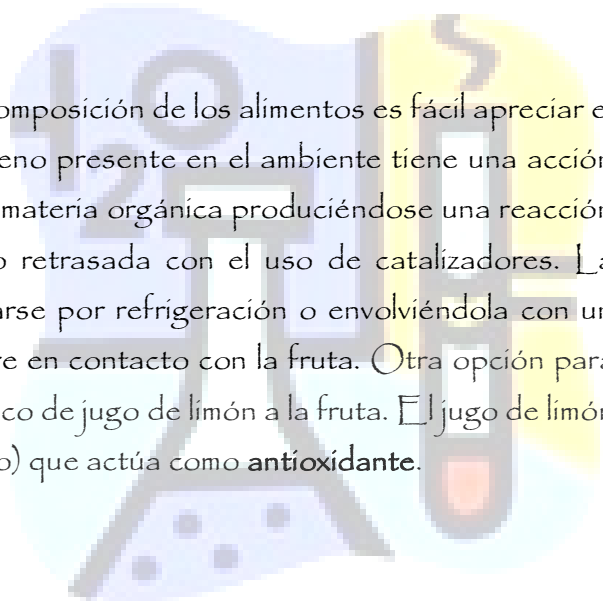 omposición de los alimentos es fácil apreciar e
eno presente en el ambiente tiene una acción
materia orgánica produciéndose una reacción
o retrasada con el uso de catalizadores. La
arse por refrigeración o envolviéndola con un
re en contacto con la fruta. Otra opción para
co de jugo de limón a la fruta. El jugo de limón
o) que actúa como antioxidante.